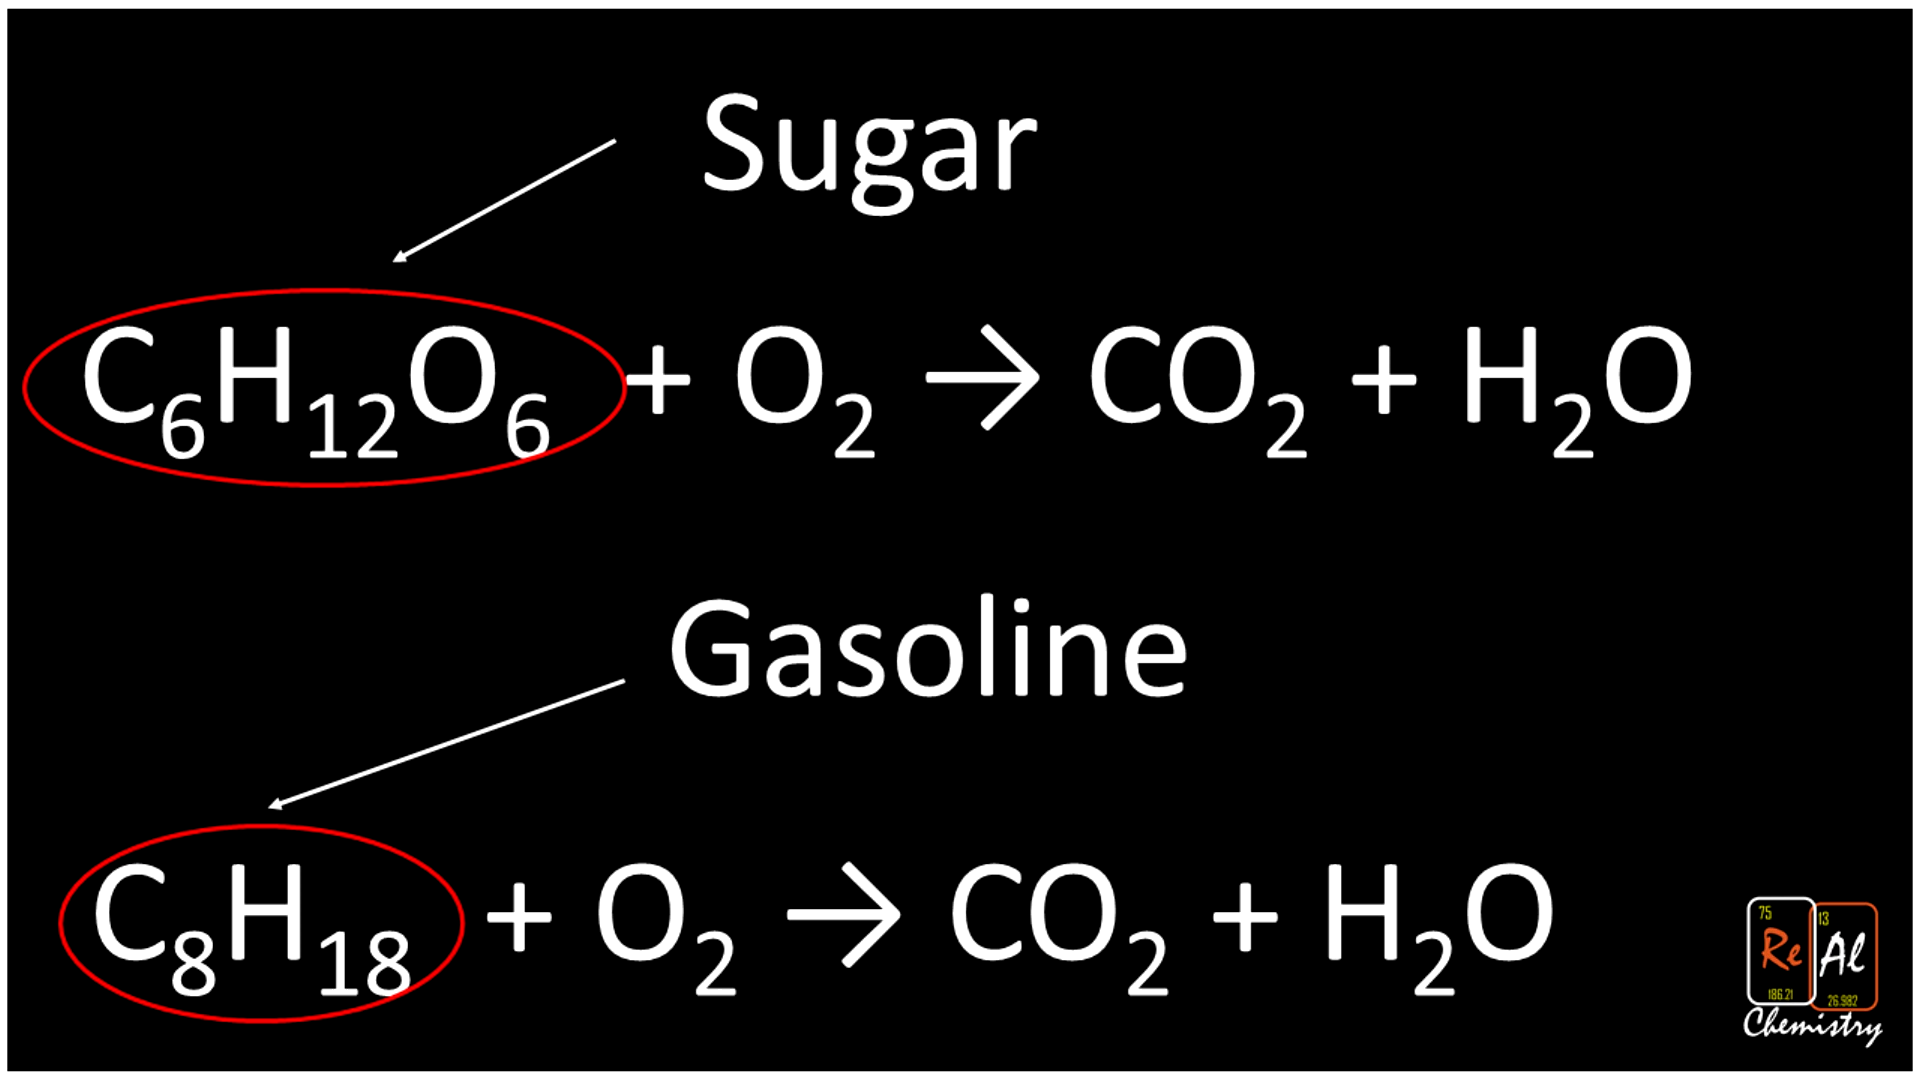 Sugar
C₆H₁₂O₆ + O₂ → CO₂ + H₂O
Gasoline
C₈H₁₈ + O₂ → CO₂ + H₂O
75 13
Re Al
186.21 26.982
Chemistry